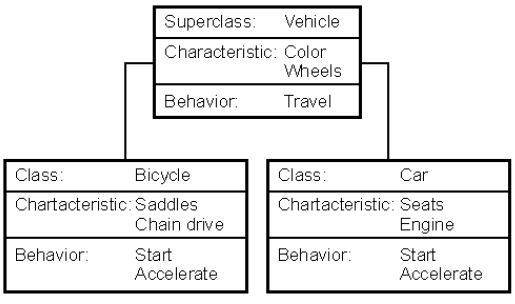 Superclass: Vehicle
Characteristic: Color
Wheels
Behavior: Travel
Class: Bicycle
Chartacteristic: Saddles
Chain drive
Behavior: Start
Accelerate
Class: Car
Chartacteristic: Seats
Engine
Behavior: Start
Accelerate